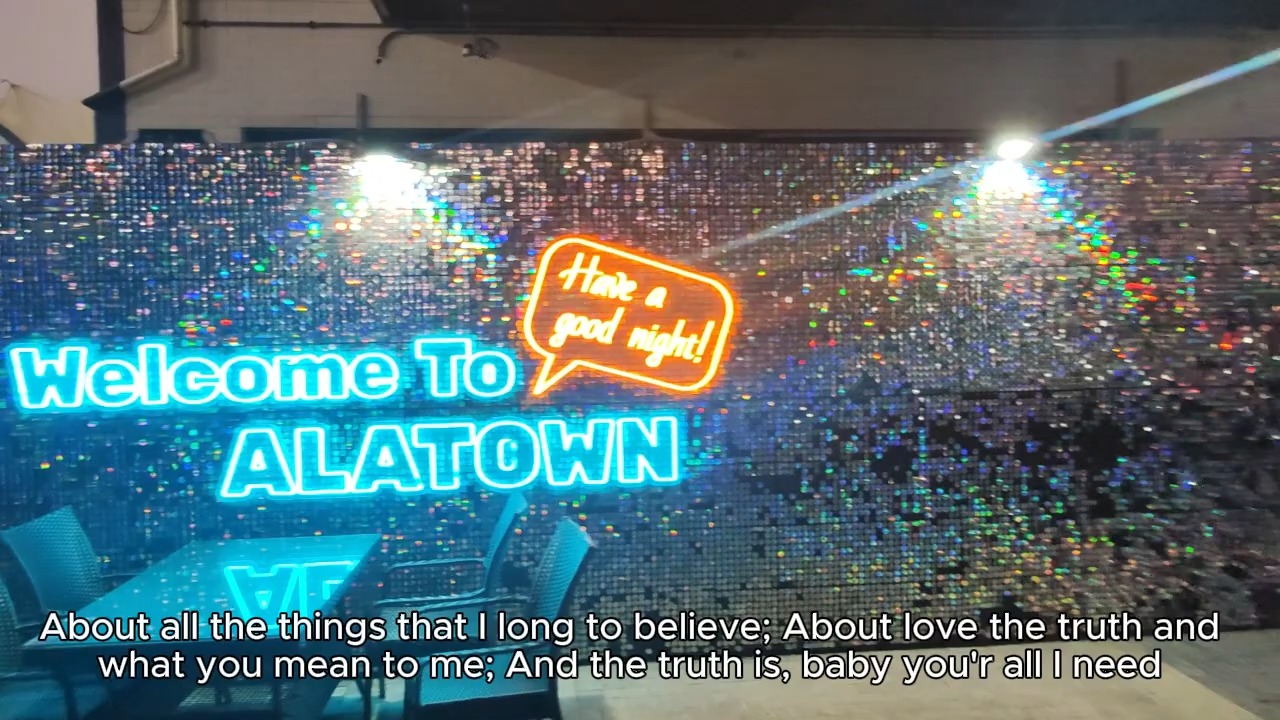 Have a
good night!
Welcome To
ALATOWN
About all the things that I long to believe; About love the truth and
what you mean to me; And the truth is, baby you'r all I need